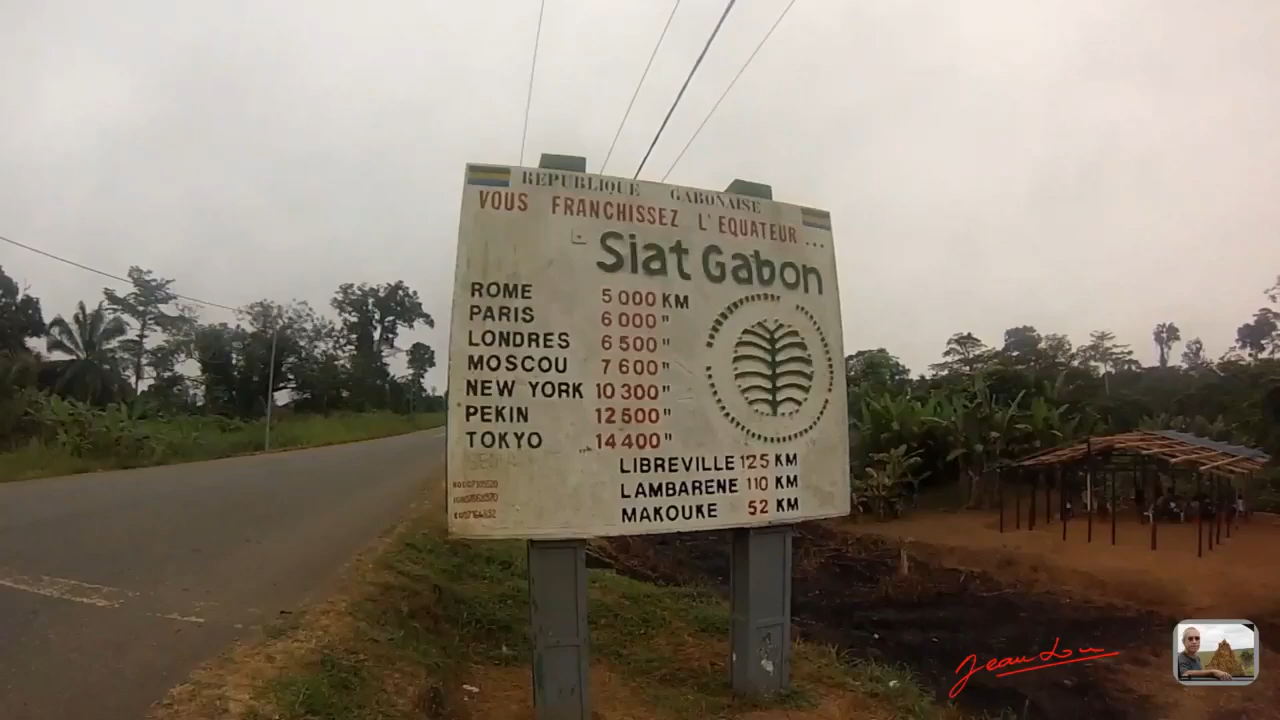 REPUBLIQUE GABONAISE
VOUS FRANCHISSEZ L'EQUATEUR...
Siat Gabon
ROME 5 000 KM
PARIS 6 000 "
LONDRES 6 500 "
MOSCOU 7 600 "
NEW YORK 10 300 "
PEKIN 12 500 "
TOKYO 14 400 "
LIBREVILLE 125 KM
LAMBARENE 110 KM
MAKOUKE 52 KM
Jean Lou